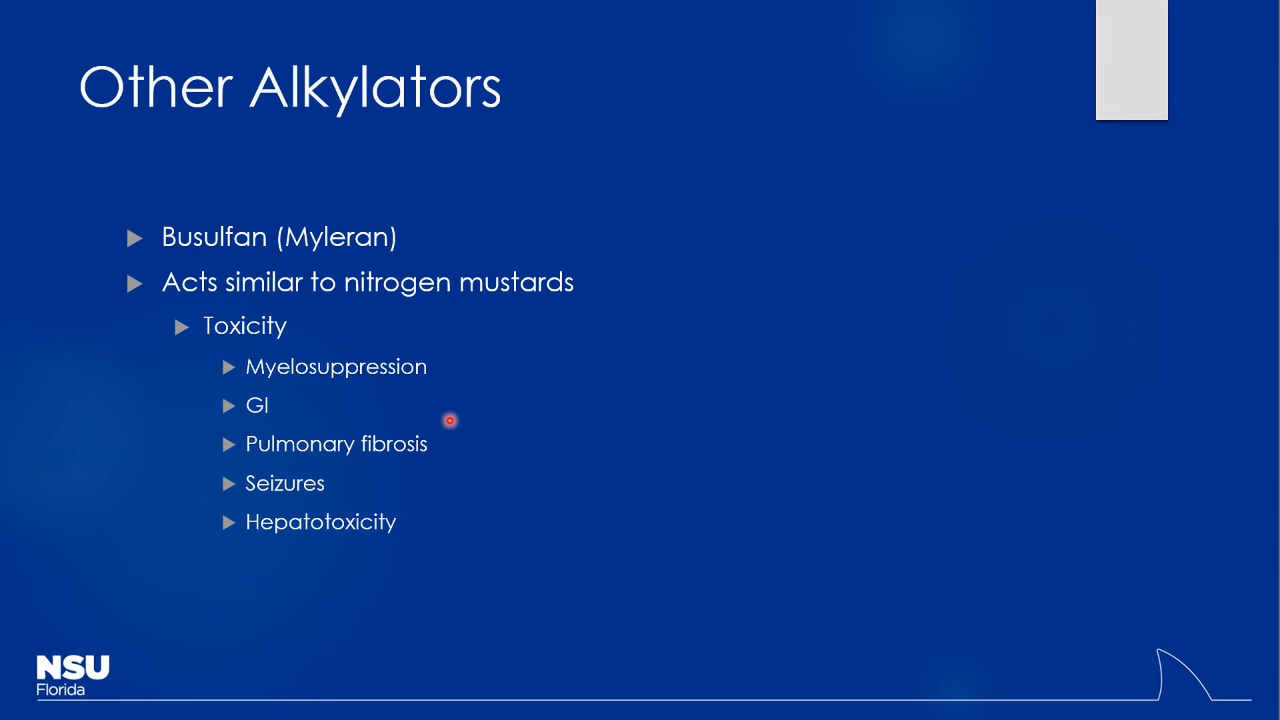 Other Alkylators
Busulfan (Myleran)
Acts similar to nitrogen mustards
Toxicity
Myelosuppression
GI
Pulmonary fibrosis
Seizures
Hepatotoxicity
NSU
Florida